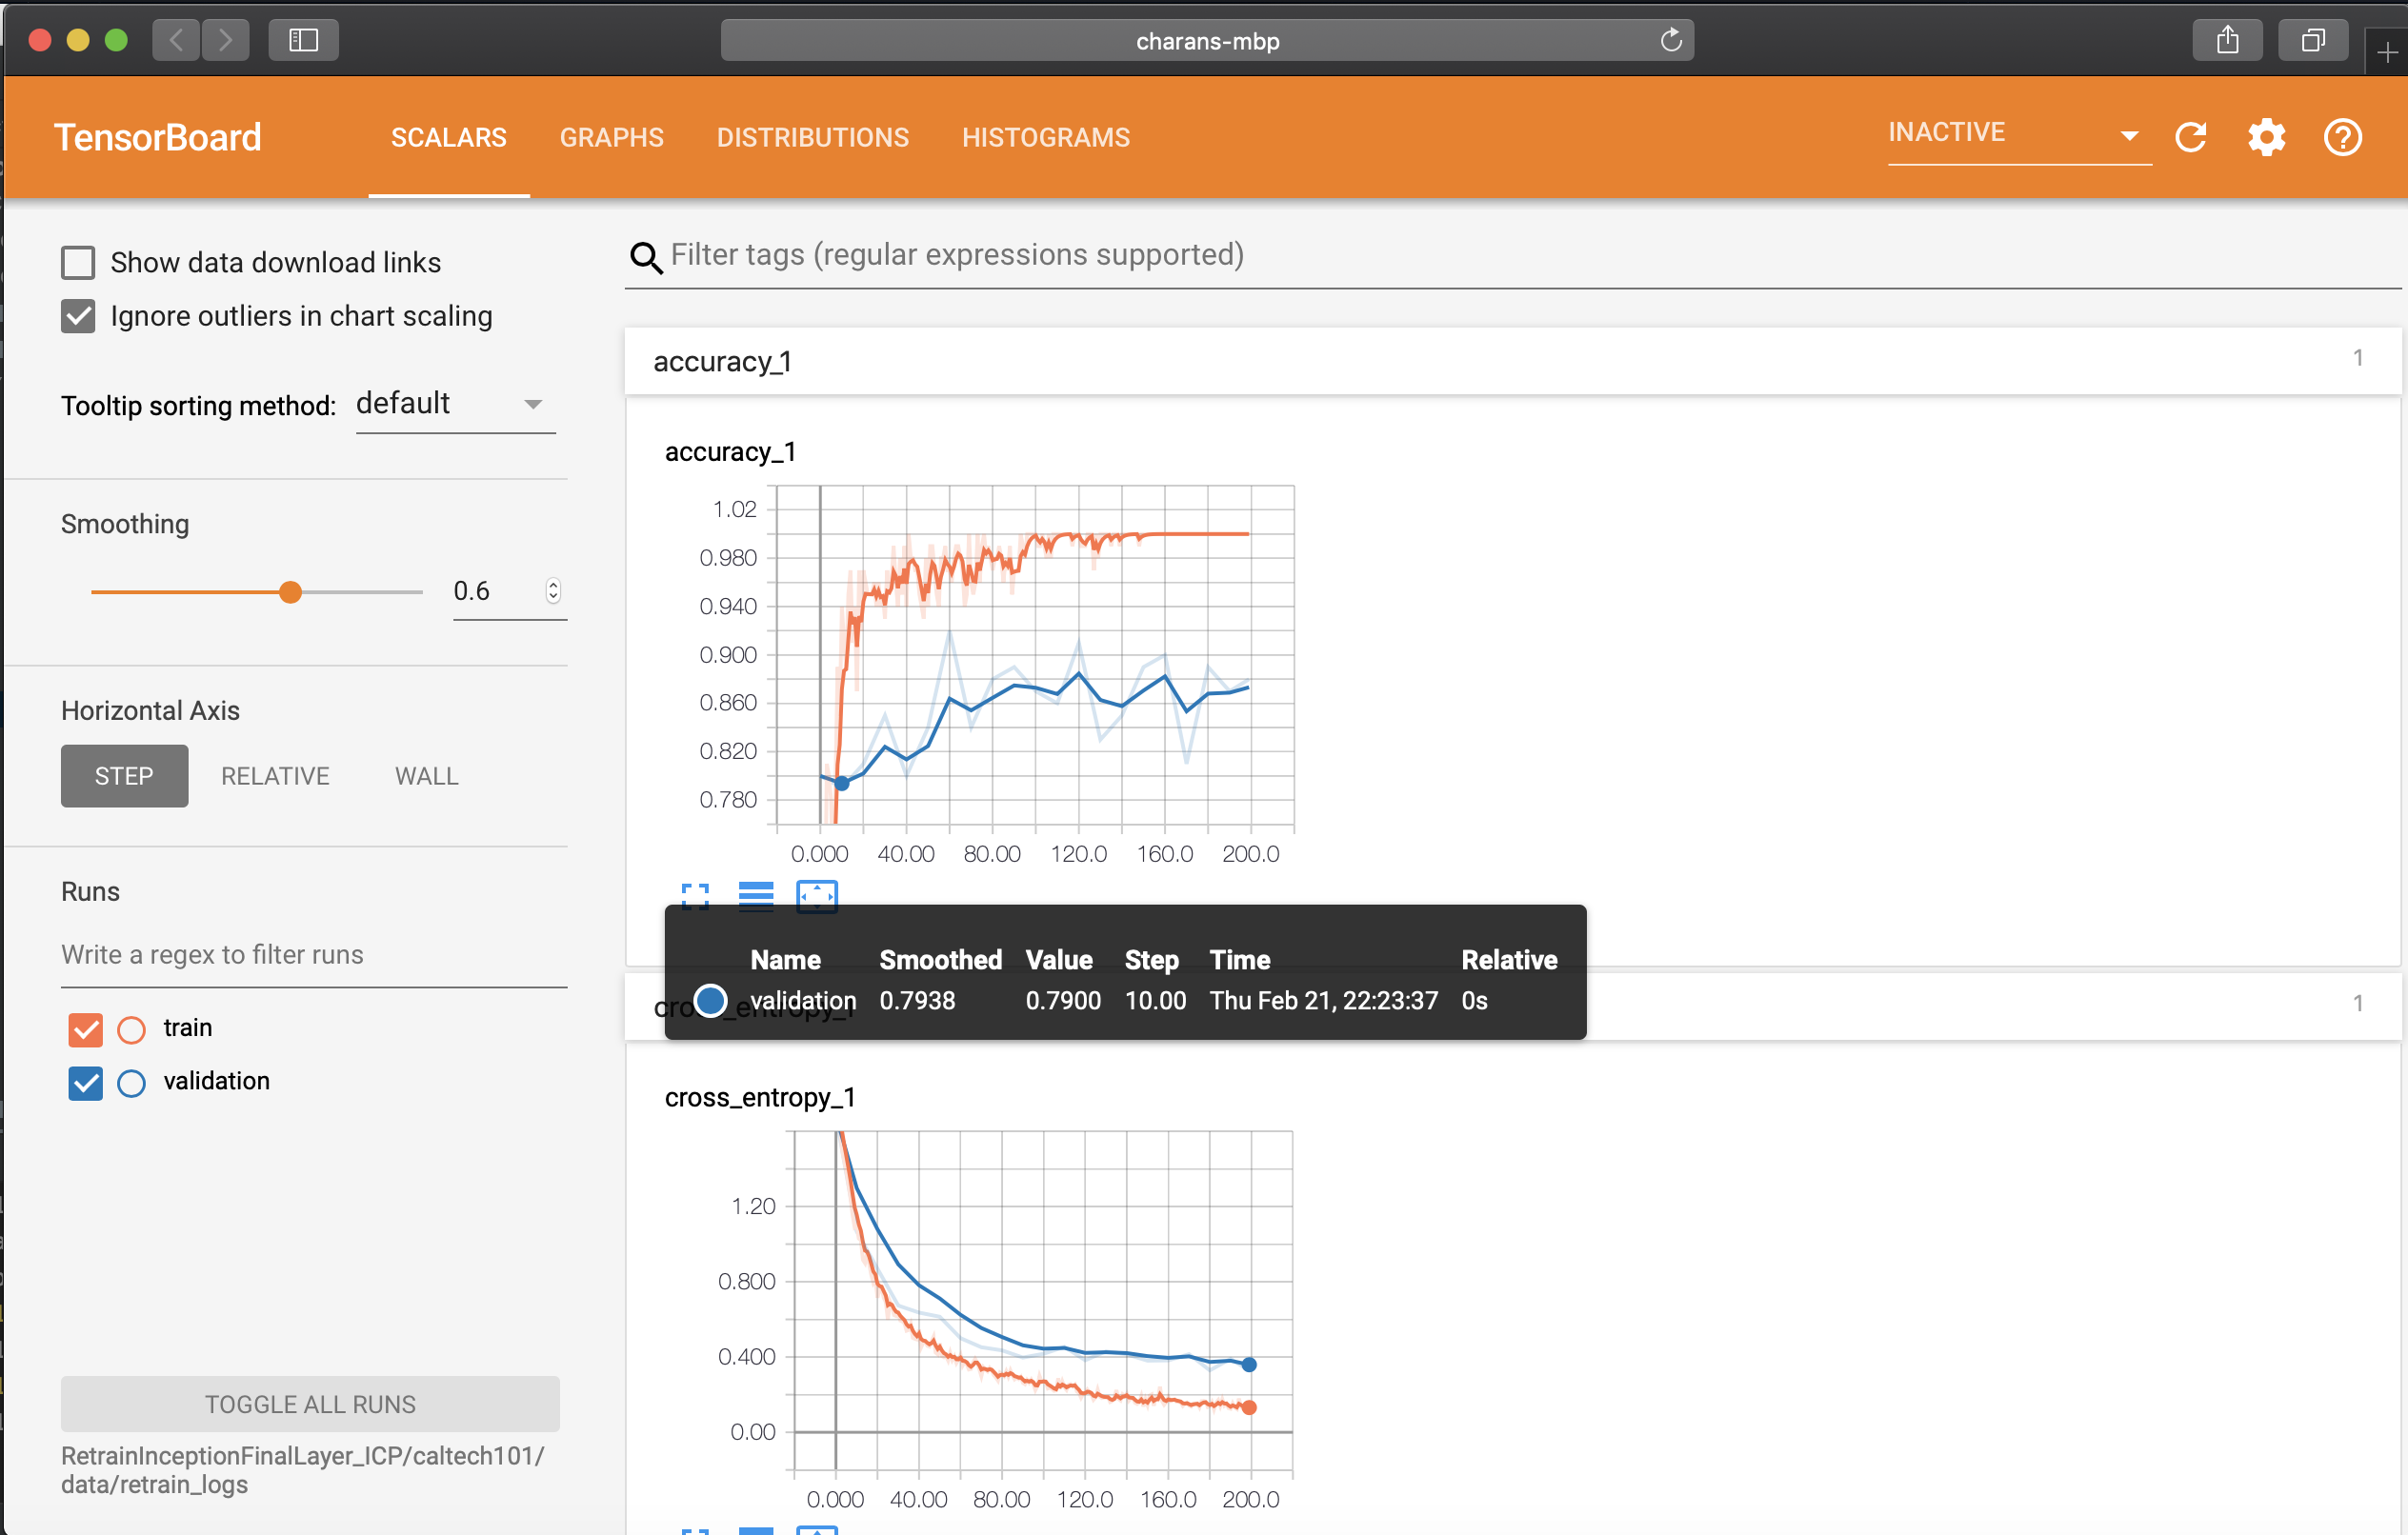 charans-mbp
TensorBoard SCALARS GRAPHS DISTRIBUTIONS HISTOGRAMS INACTIVE
Show data download links
Ignore outliers in chart scaling
Tooltip sorting method: default
Smoothing
0.6
Horizontal Axis
STEP RELATIVE WALL
Runs
Write a regex to filter runs
train
validation
TOGGLE ALL RUNS
RetrainInceptionFinalLayer_ICP/caltech101/
data/retrain_logs
Filter tags (regular expressions supported)
accuracy_1 1
accuracy_1
1.02
0.980
0.940
0.900
0.860
0.820
0.780
0.000 40.00 80.00 120.0 160.0 200.0
Name Smoothed Value Step Time Relative
validation 0.7938 0.7900 10.00 Thu Feb 21, 22:23:37 0s
cross_entropy_1 1
cross_entropy_1
1.20
0.800
0.400
0.00
0.000 40.00 80.00 120.0 160.0 200.0